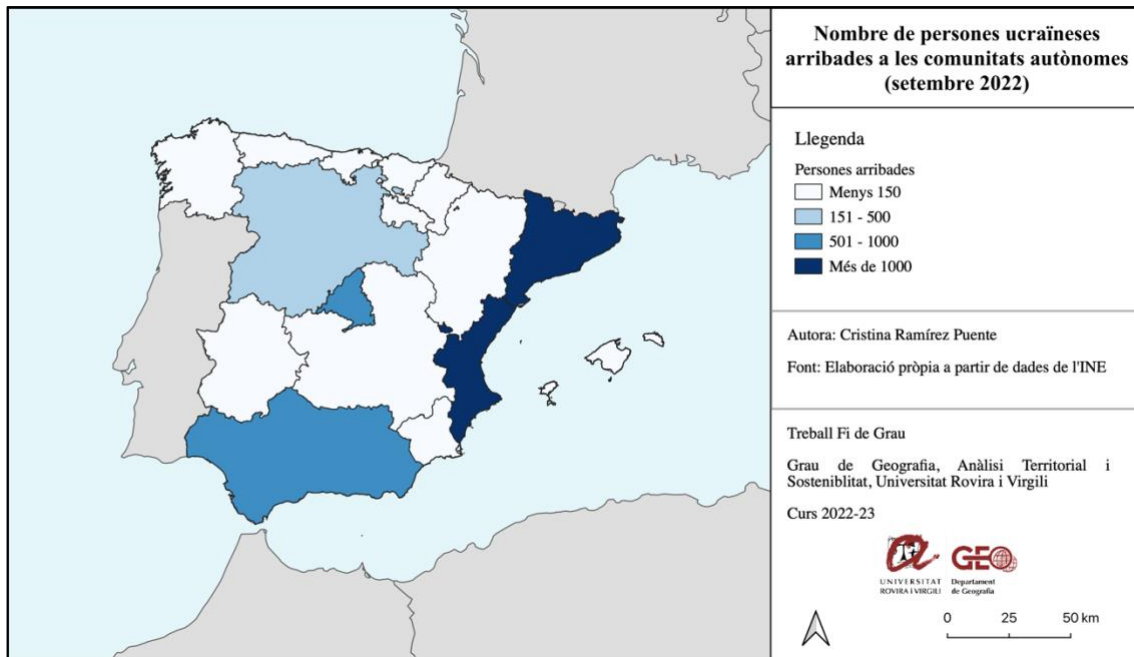 Nombre de persones ucraïneses
arribades a les comunitats autònomes
(setembre 2022)
Llegenda
Persones arribades
Menys 150
151 - 500
501 - 1000
Més de 1000
Autora: Cristina Ramírez Puente
Font: Elaboració pròpia a partir de dades de l'INE
Treball Fi de Grau
Grau de Geografia, Anàlisi Territorial i
Sosteniblitat, Universitat Rovira i Virgili
Curs 2022-23
GEO
UNIVERSITAT
ROVIRA I VIRGILI
Departament
de Geografia
0 25 50 km